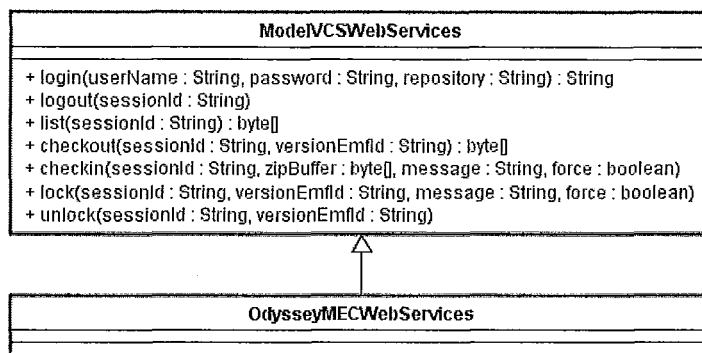 ModelVCSWebServices
+ login(userName : String, password : String, repository : String) : String
+ logout(sessionId : String)
+ list(sessionId : String) : byte[]
+ checkout(sessionId : String, versionEmfId : String) : byte[]
+ checkin(sessionId : String, zipBuffer : byte[], message : String, force : boolean)
+ lock(sessionId : String, versionEmfId : String, message : String, force : boolean)
+ unlock(sessionId : String, versionEmfId : String)
OdysseyMECWebServices